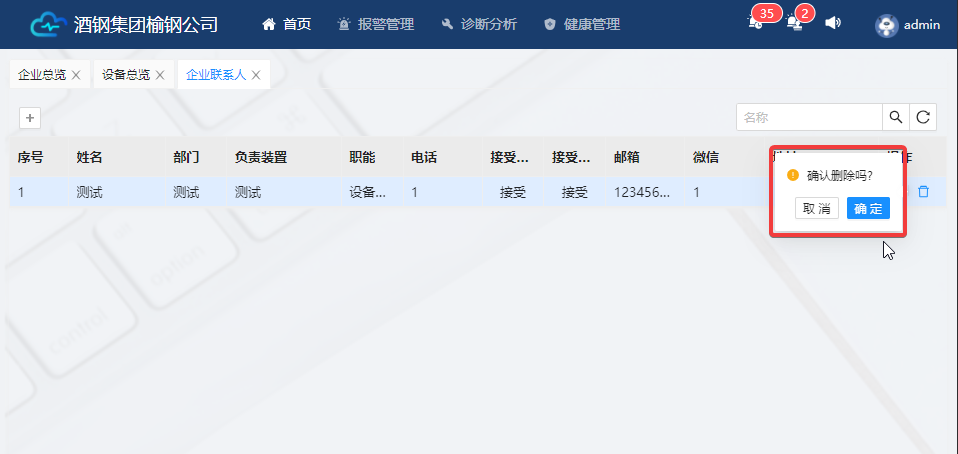 酒钢集团榆钢公司 首页 报警管理 诊断分析 健康管理 35 2 admin
企业总览 设备总览 企业联系人
名称
序号 姓名 部门 负责装置 职能 电话 接受... 接受... 邮箱 微信
1 测试 测试 测试 设备... 1 接受 接受 123456... 1
确认删除吗?
取 消 确 定
control
option